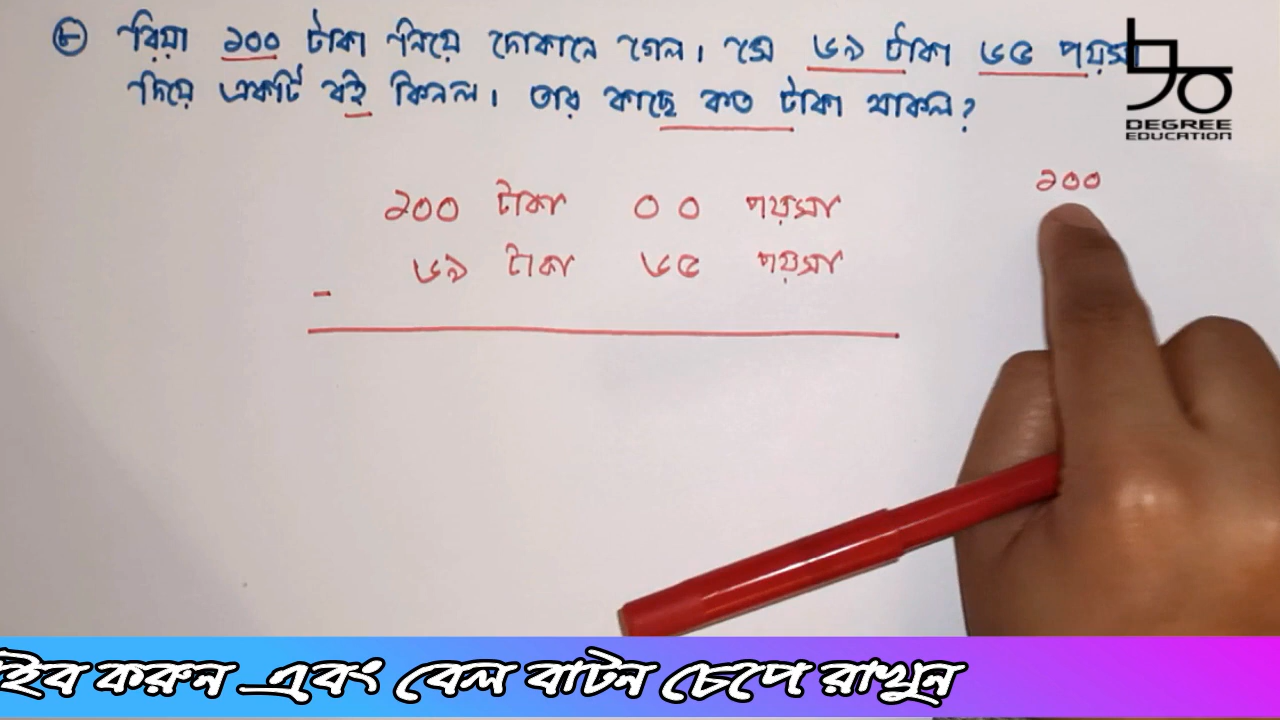 ৮ রিয়া ১০০ টাকা নিয়ে দোকানে গেল। সে ৬৯ টাকা ৬৫ পয়সা
দিয়ে একটি বই কিনল। তার কাছে কত টাকা থাকল?
DEGREE
EDUCATION
১০০
১০০ টাকা ০০ পয়সা
৬৯ টাকা ৬৫ পয়সা
-
ইব করুন এবং বেল বাটন চেপে রাখুন